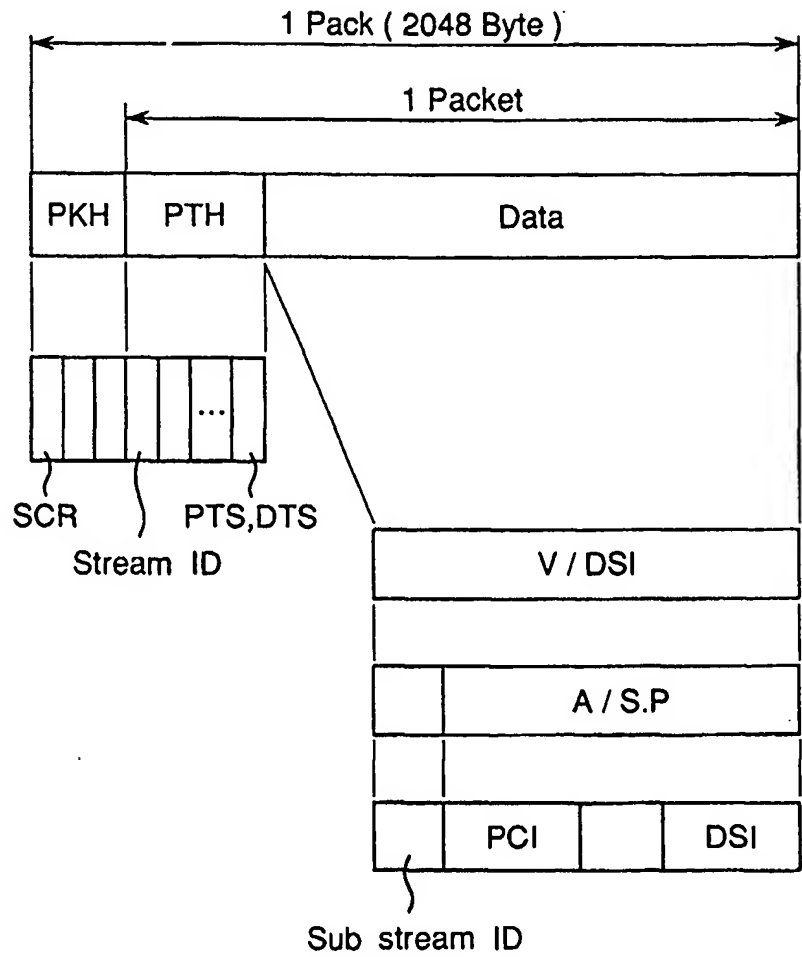 1 Pack ( 2048 Byte )
1 Packet
PKH PTH Data
...
SCR PTS,DTS
Stream ID
V / DSI
A / S.P
PCI DSI
Sub stream ID